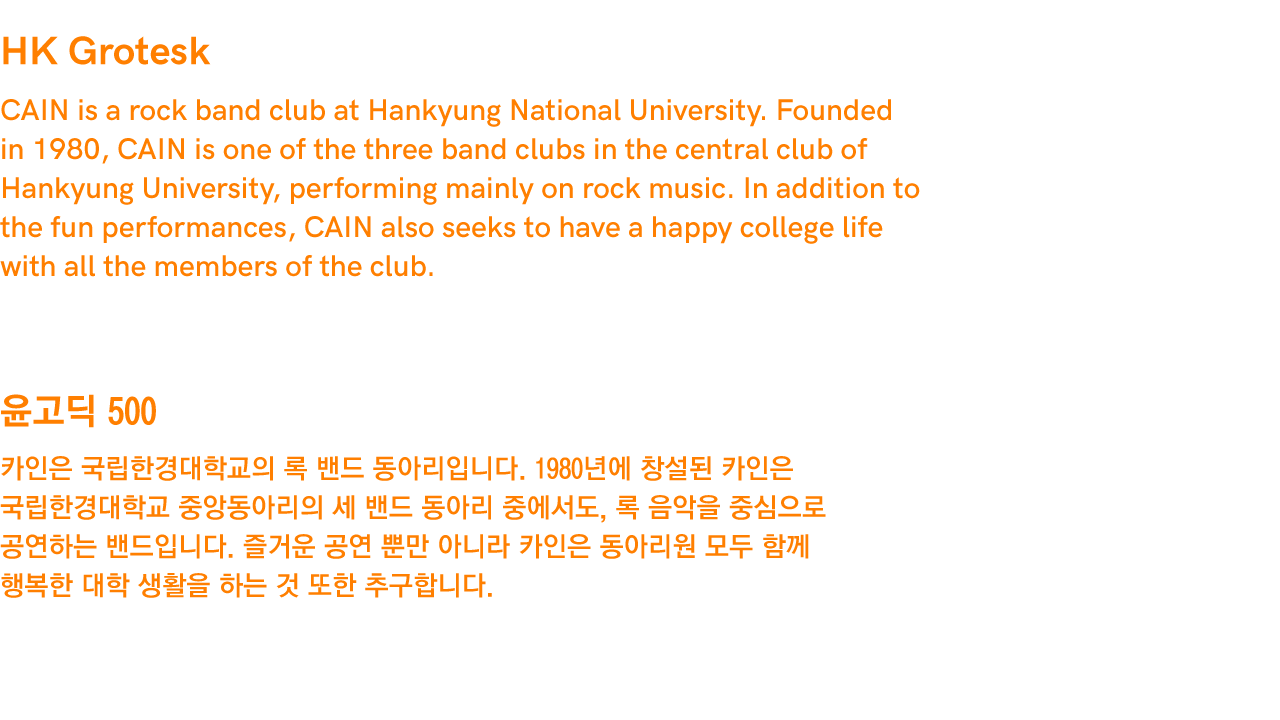 HK Grotesk
CAIN is a rock band club at Hankyung National University. Founded
in 1980, CAIN is one of the three band clubs in the central club of
Hankyung University, performing mainly on rock music. In addition to
the fun performances, CAIN also seeks to have a happy college life
with all the members of the club.
윤고딕 500
카인은 국립한경대학교의 록 밴드 동아리입니다. 1980년에 창설된 카인은
국립한경대학교 중앙동아리의 세 밴드 동아리 중에서도, 록 음악을 중심으로
공연하는 밴드입니다. 즐거운 공연 뿐만 아니라 카인은 동아리원 모두 함께
행복한 대학 생활을 하는 것 또한 추구합니다.